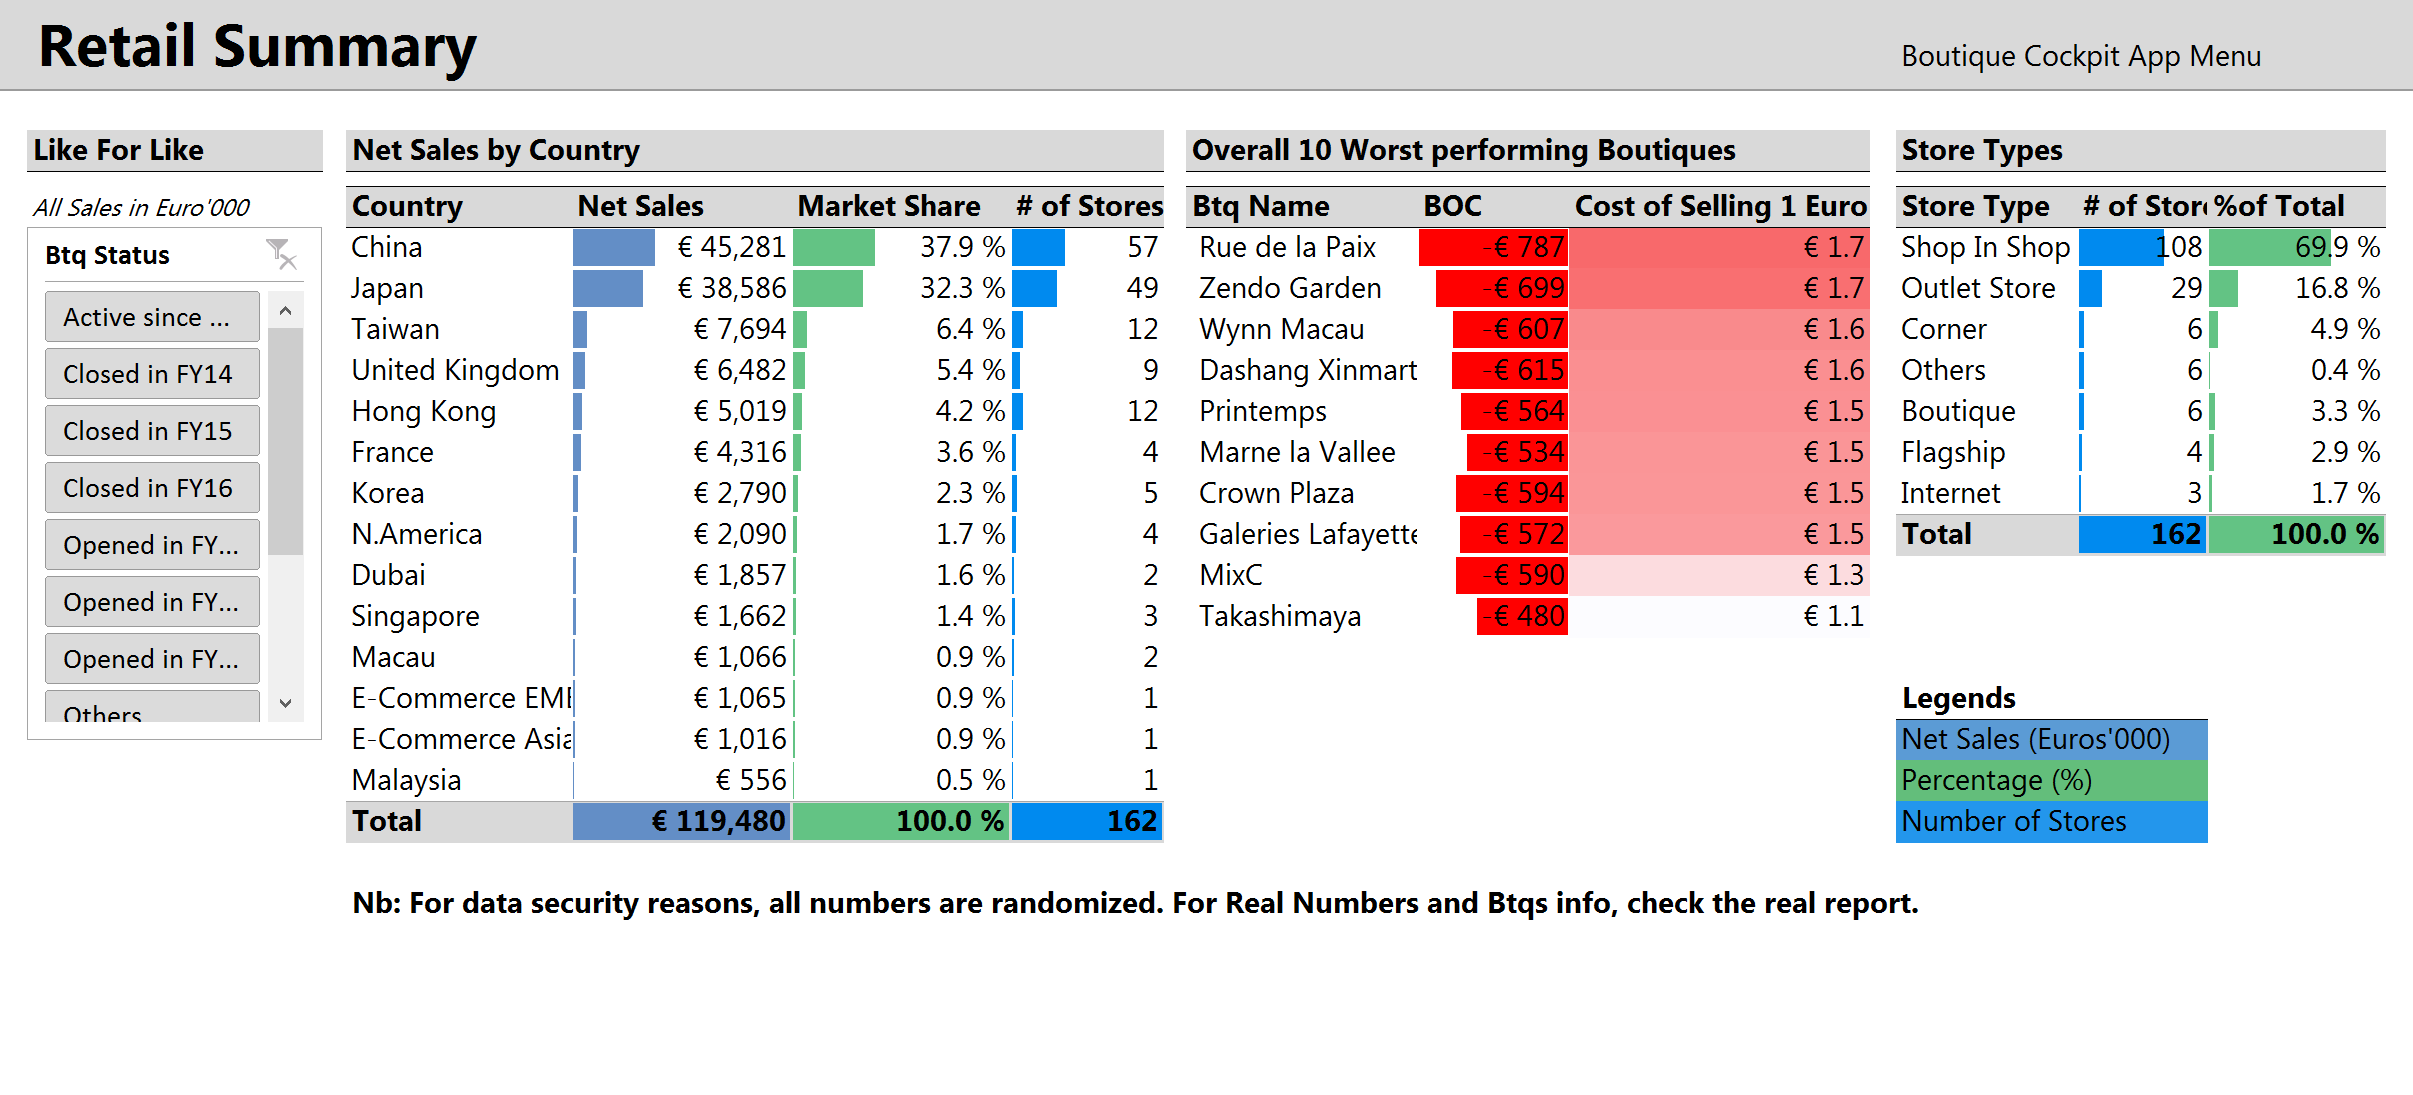 Retail Summary
Boutique Cockpit App Menu
Like For Like
All Sales in Euro'000
Btq Status
Active since ...
Closed in FY14
Closed in FY15
Closed in FY16
Opened in FY...
Opened in FY...
Opened in FY...
Others
Net Sales by Country
Country Net Sales Market Share # of Stores
China € 45,281 37.9 % 57
Japan € 38,586 32.3 % 49
Taiwan € 7,694 6.4 % 12
United Kingdom € 6,482 5.4 % 9
Hong Kong € 5,019 4.2 % 12
France € 4,316 3.6 % 4
Korea € 2,790 2.3 % 5
N.America € 2,090 1.7 % 4
Dubai € 1,857 1.6 % 2
Singapore € 1,662 1.4 % 3
Macau € 1,066 0.9 % 2
E-Commerce EME € 1,065 0.9 % 1
E-Commerce Asia € 1,016 0.9 % 1
Malaysia € 556 0.5 % 1
Total € 119,480 100.0 % 162
Overall 10 Worst performing Boutiques
Btq Name BOC Cost of Selling 1 Euro
Rue de la Paix -€ 787 € 1.7
Zendo Garden -€ 699 € 1.7
Wynn Macau -€ 607 € 1.6
Dashang Xinmart -€ 615 € 1.6
Printemps -€ 564 € 1.5
Marne la Vallee -€ 534 € 1.5
Crown Plaza -€ 594 € 1.5
Galeries Lafayette -€ 572 € 1.5
MixC -€ 590 € 1.3
Takashimaya -€ 480 € 1.1
Store Types
Store Type # of Stor %of Total
Shop In Shop 108 69.9 %
Outlet Store 29 16.8 %
Corner 6 4.9 %
Others 6 0.4 %
Boutique 6 3.3 %
Flagship 4 2.9 %
Internet 3 1.7 %
Total 162 100.0 %
Legends
Net Sales (Euros'000)
Percentage (%)
Number of Stores
Nb: For data security reasons, all numbers are randomized. For Real Numbers and Btqs info, check the real report.